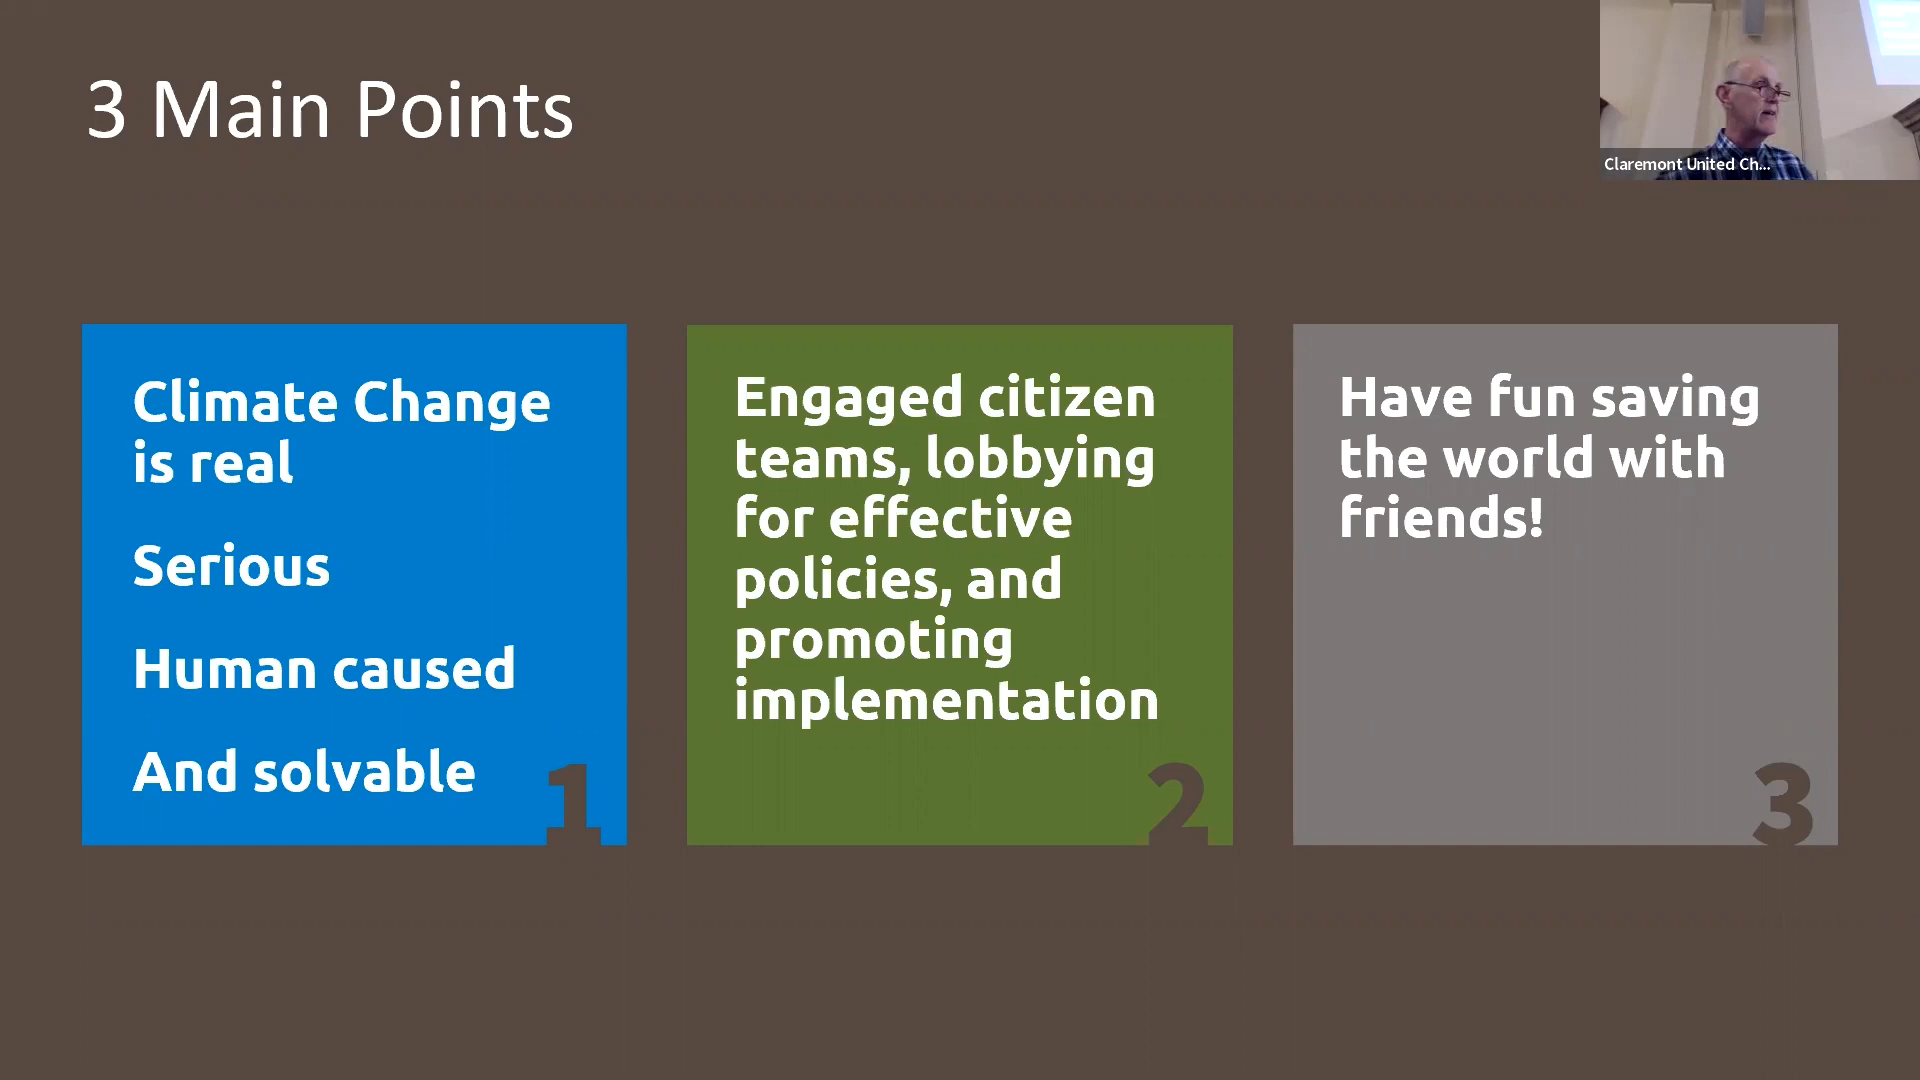 3 Main Points
Claremont United Ch...
Climate Change
is real
Serious
Human caused
And solvable
1
Engaged citizen
teams, lobbying
for effective
policies, and
promoting
implementation
2
Have fun saving
the world with
friends!
3